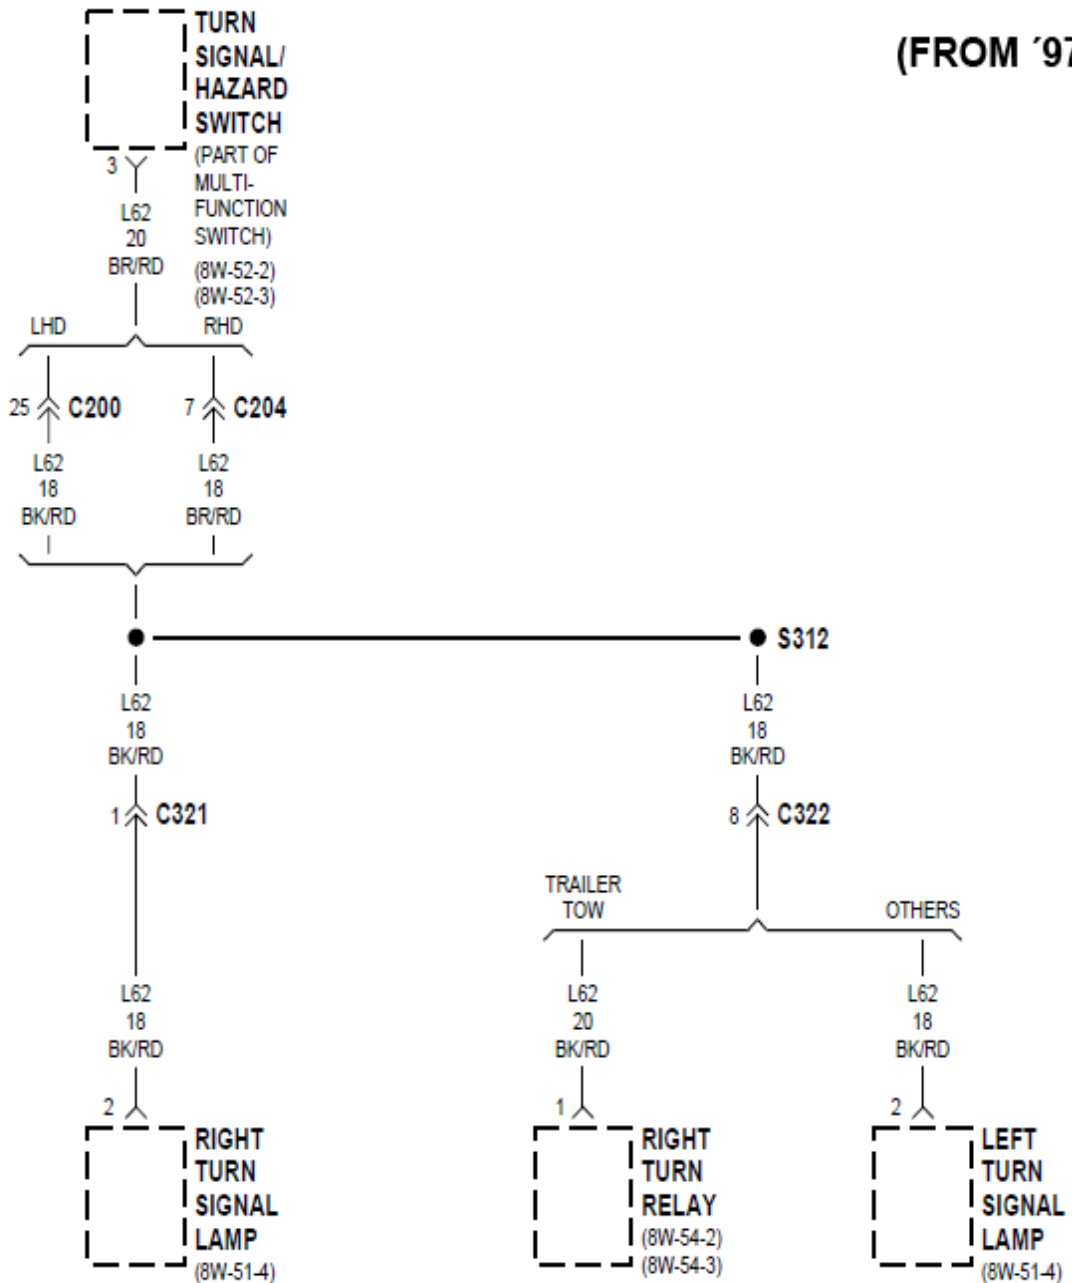 (FROM ´97
TURN
SIGNAL/
HAZARD
SWITCH
(PART OF
MULTI-
FUNCTION
SWITCH)
(8W-52-2)
(8W-52-3)
3
L62
20
BR/RD
LHD
RHD
25
C200
7
C204
L62
18
BK/RD
L62
18
BR/RD
S312
L62
18
BK/RD
L62
18
BK/RD
1
C321
8
C322
TRAILER
TOW
OTHERS
L62
18
BK/RD
L62
20
BK/RD
L62
18
BK/RD
2
RIGHT
TURN
SIGNAL
LAMP
(8W-51-4)
1
RIGHT
TURN
RELAY
(8W-54-2)
(8W-54-3)
2
LEFT
TURN
SIGNAL
LAMP
(8W-51-4)